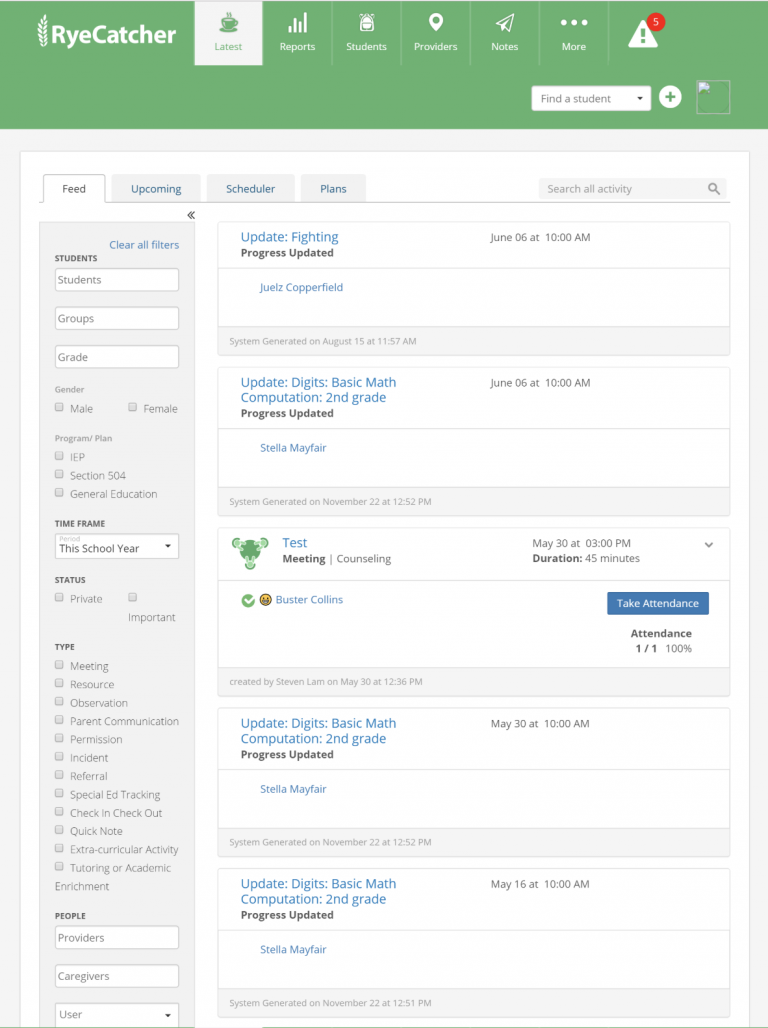 RyeCatcher
Latest
Reports
Students
Providers
Notes
More
5
Find a student
Feed
Upcoming
Scheduler
Plans
Search all activity
«
Clear all filters
STUDENTS
Students
Groups
Grade
Gender
Male Female
Program/ Plan
IEP
Section 504
General Education
TIME FRAME
Period
This School Year
STATUS
Private
Important
TYPE
Meeting
Resource
Observation
Parent Communication
Permission
Incident
Referral
Special Ed Tracking
Check In Check Out
Quick Note
Extra-curricular Activity
Tutoring or Academic
Enrichment
PEOPLE
Providers
Caregivers
User
Update: Fighting June 06 at 10:00 AM
Progress Updated
Juelz Copperfield
System Generated on August 15 at 11:57 AM
Update: Digits: Basic Math June 06 at 10:00 AM
Computation: 2nd grade
Progress Updated
Stella Mayfair
System Generated on November 22 at 12:52 PM
Test May 30 at 03:00 PM
Meeting | Counseling Duration: 45 minutes
Buster Collins Take Attendance
Attendance
1 / 1 100%
created by Steven Lam on May 30 at 12:36 PM
Update: Digits: Basic Math May 30 at 10:00 AM
Computation: 2nd grade
Progress Updated
Stella Mayfair
System Generated on November 22 at 12:52 PM
Update: Digits: Basic Math May 16 at 10:00 AM
Computation: 2nd grade
Progress Updated
Stella Mayfair
System Generated on November 22 at 12:51 PM